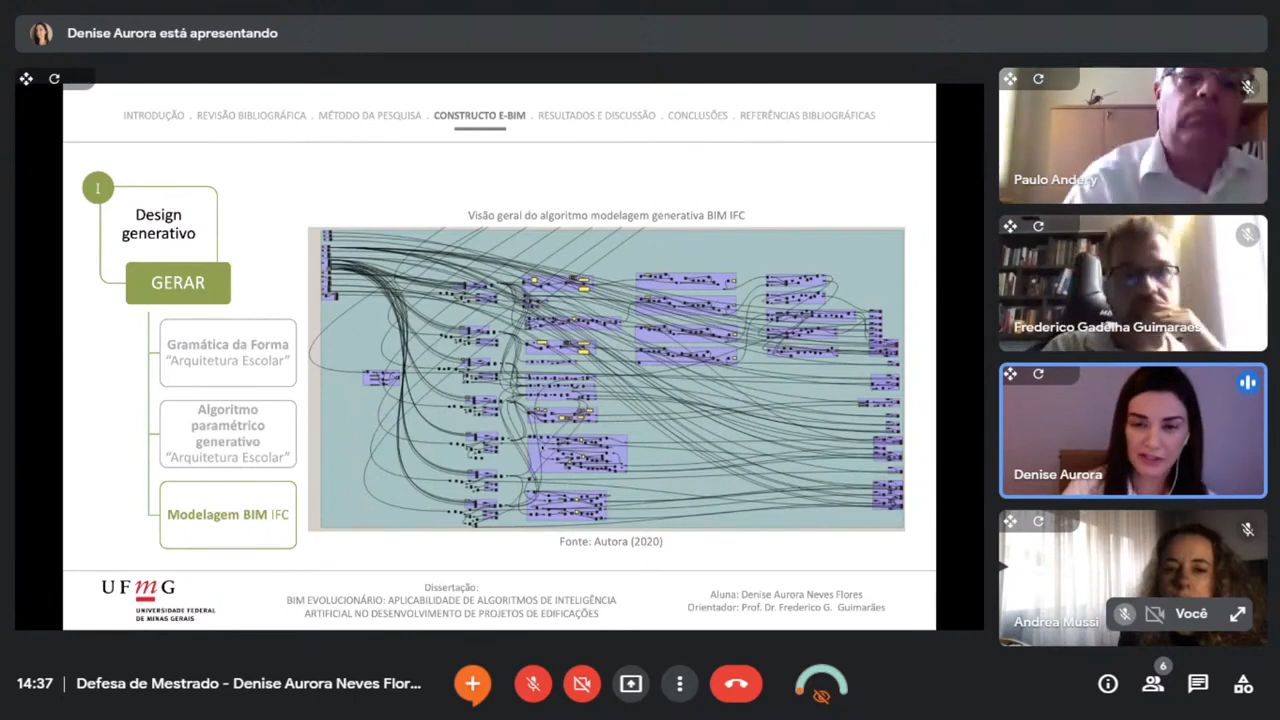 Denise Aurora está apresentando
INTRODUÇÃO . REVISÃO BIBLIOGRÁFICA . MÉTODO DA PESQUISA . CONSTRUCTO E-BIM . RESULTADOS E DISCUSSÃO . CONCLUSÕES . REFERÊNCIAS BIBLIOGRÁFICAS
I
Design
generativo
GERAR
Gramática da Forma
“Arquitetura Escolar”
Algoritmo
paramétrico
generativo
“Arquitetura Escolar”
Modelagem BIM IFC
Visão geral do algoritmo modelagem generativa BIM IFC
Fonte: Autora (2020)
UFmG
UNIVERSIDADE FEDERAL
DE MINAS GERAIS
Dissertação:
BIM EVOLUCIONÁRIO: APLICABILIDADE DE ALGORITMOS DE INTELIGÊNCIA
ARTIFICIAL NO DESENVOLVIMENTO DE PROJETOS DE EDIFICAÇÕES
Aluna: Denise Aurora Neves Flores
Orientador: Prof. Dr. Frederico G. Guimarães
Paulo Andery
Frederico Gadelha Guimaraes
Denise Aurora
Andrea Mussi
Você
14:37 | Defesa de Mestrado - Denise Aurora Neves Flor...
6